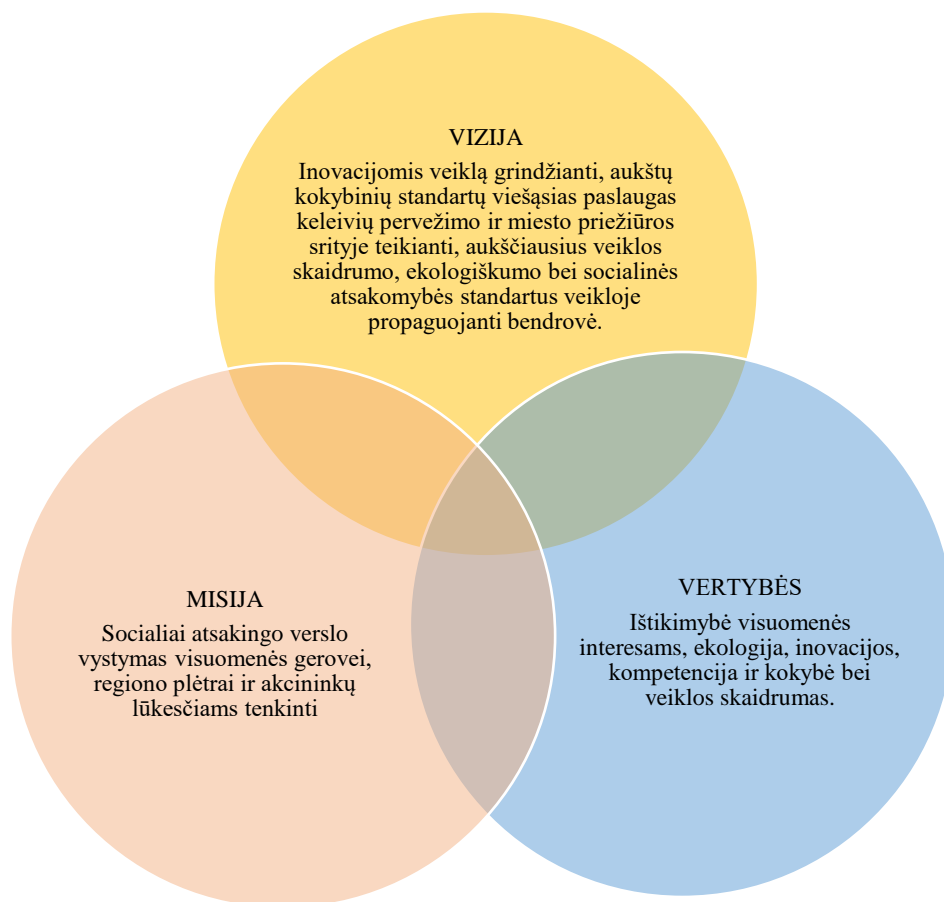 VIZIJA
Inovacijomis veiklą grindžianti, aukštų
kokybinių standartų viešąsias paslaugas
keleivių pervežimo ir miesto priežiūros
srityje teikianti, aukščiausius veiklos
skaidrumo, ekologiškumo bei socialinės
atsakomybės standartus veikloje
propaguojanti bendrovė.
MISIJA
Socialiai atsakingo verslo
vystymas visuomenės gerovei,
regiono plėtrai ir akcininkų
lūkesčiams tenkinti
VERTYBĖS
Ištikimybė visuomenės
interesams, ekologija, inovacijos,
kompetencija ir kokybė bei
veiklos skaidrumas.